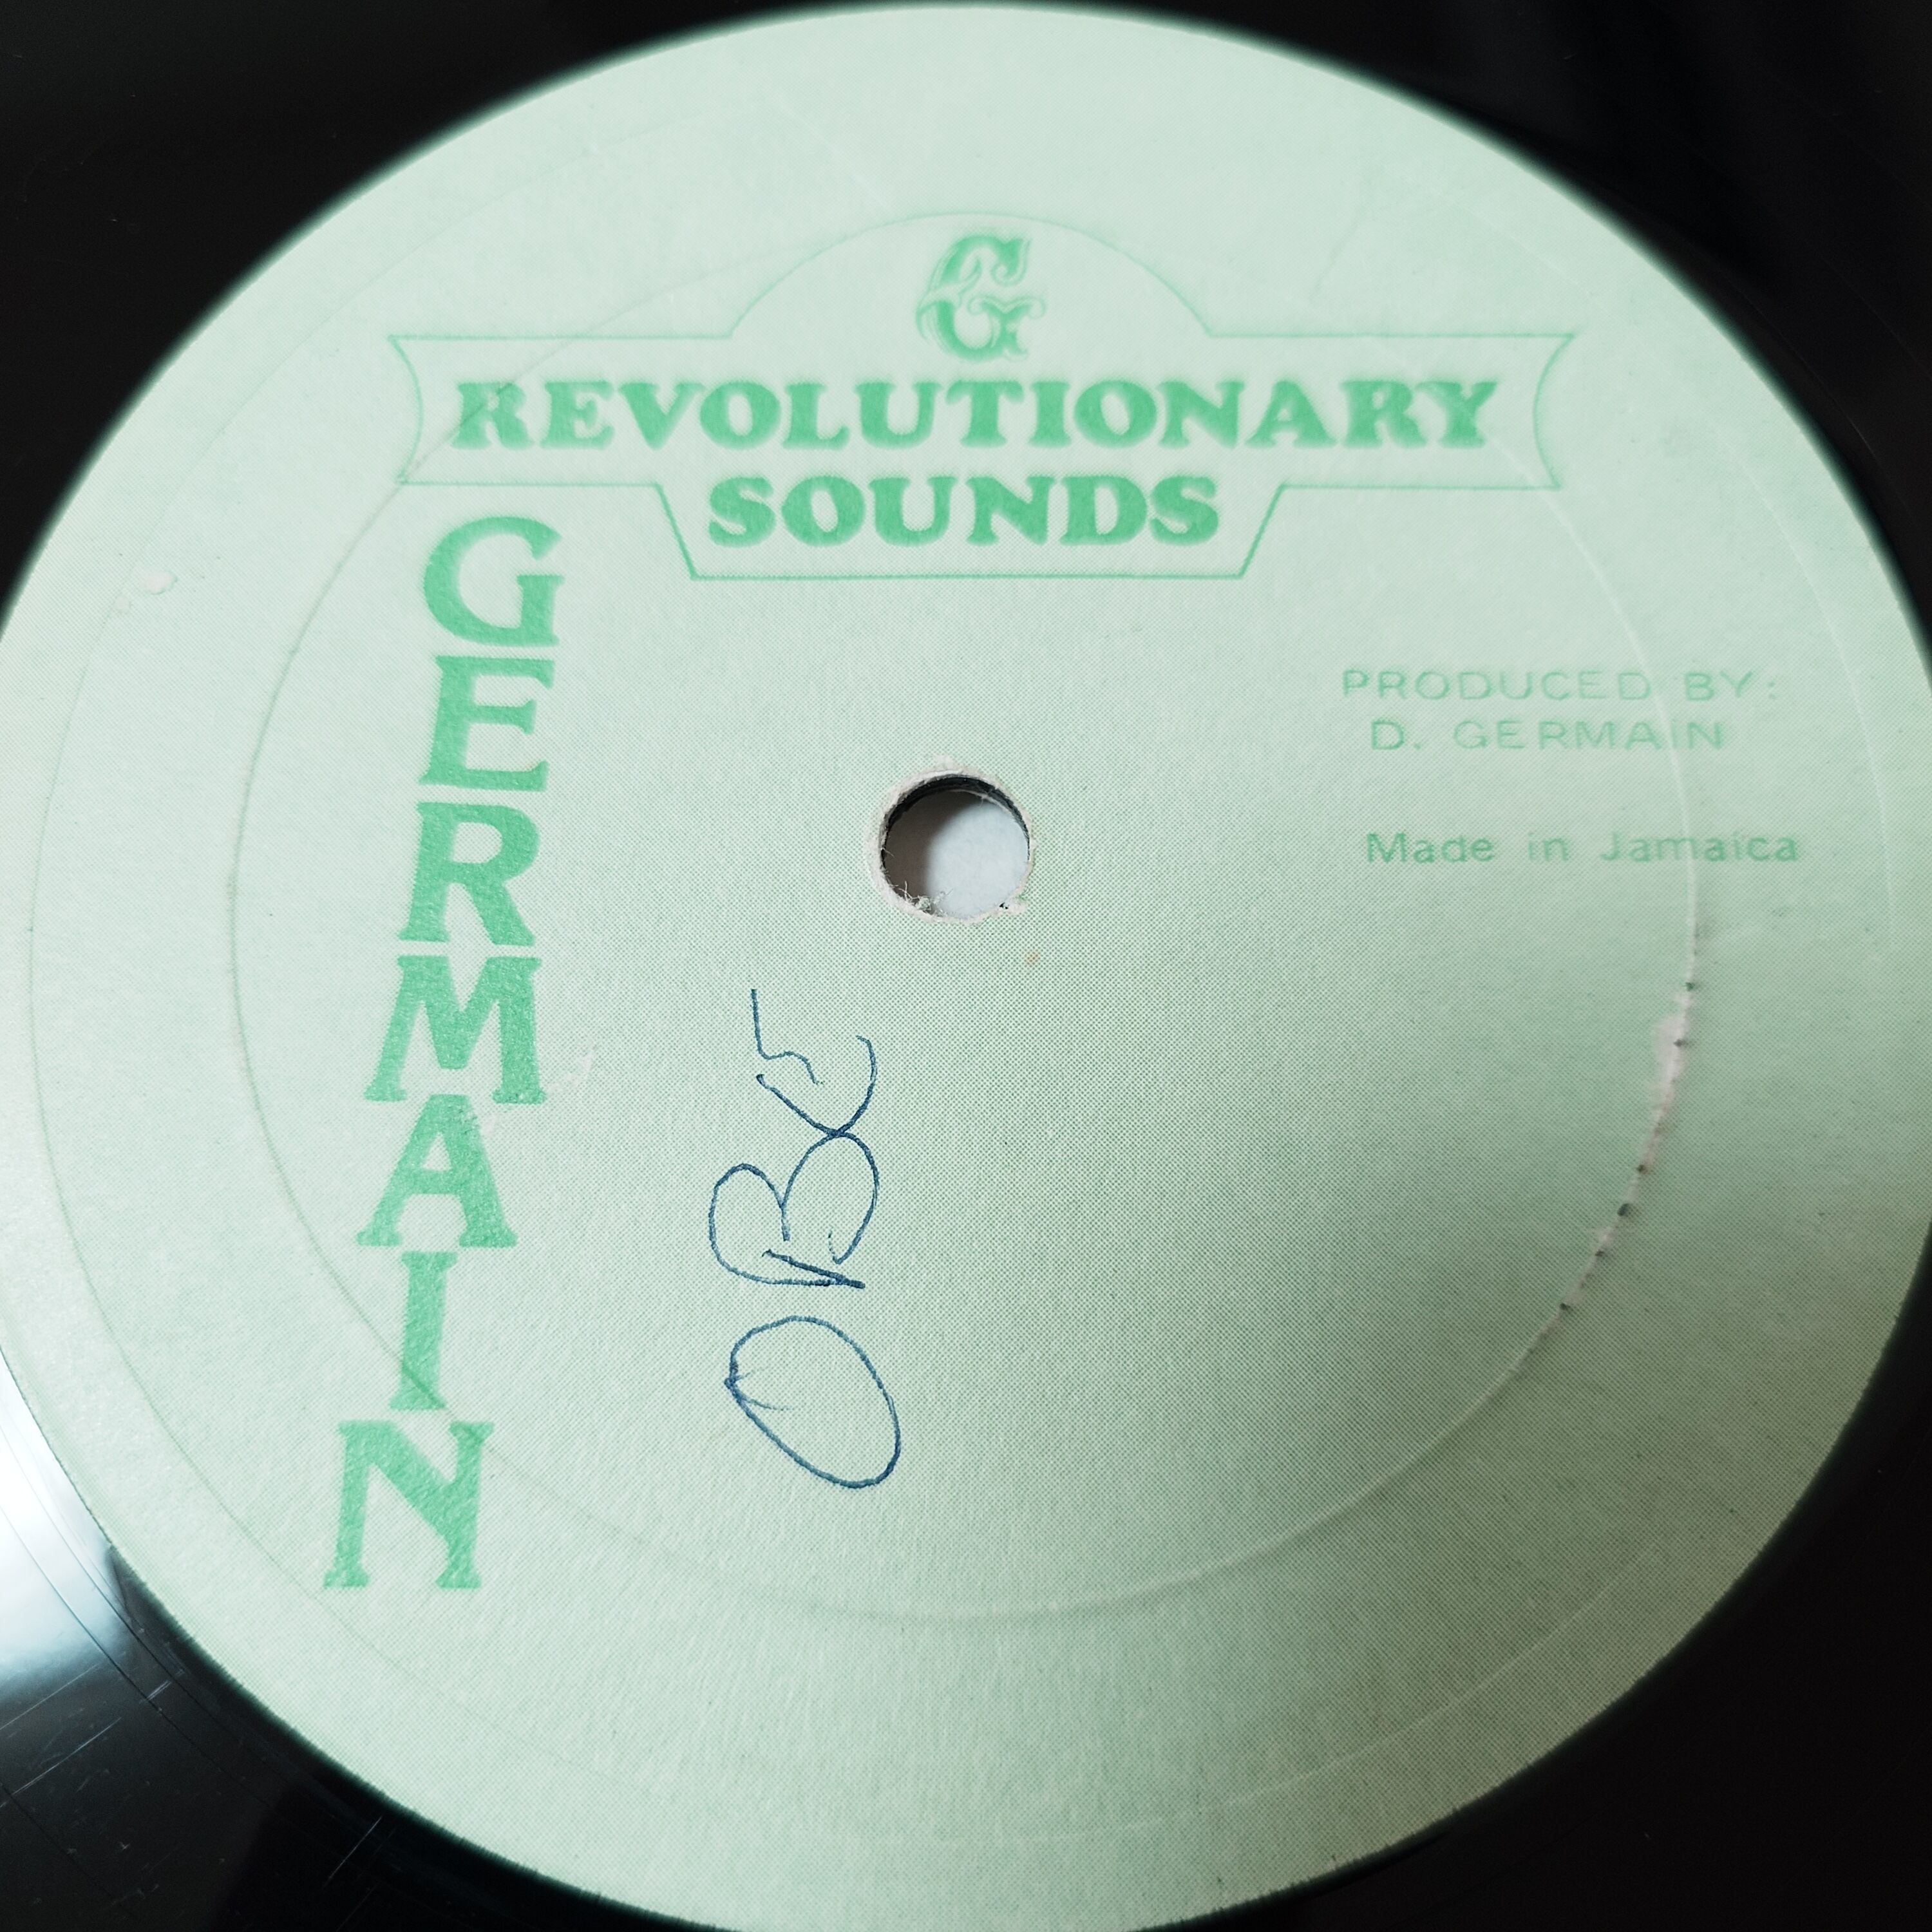 G
REVOLUTIONARY
SOUNDS
GERMAIN
PRODUCED BY:
D. GERMAIN
Made in Jamaica